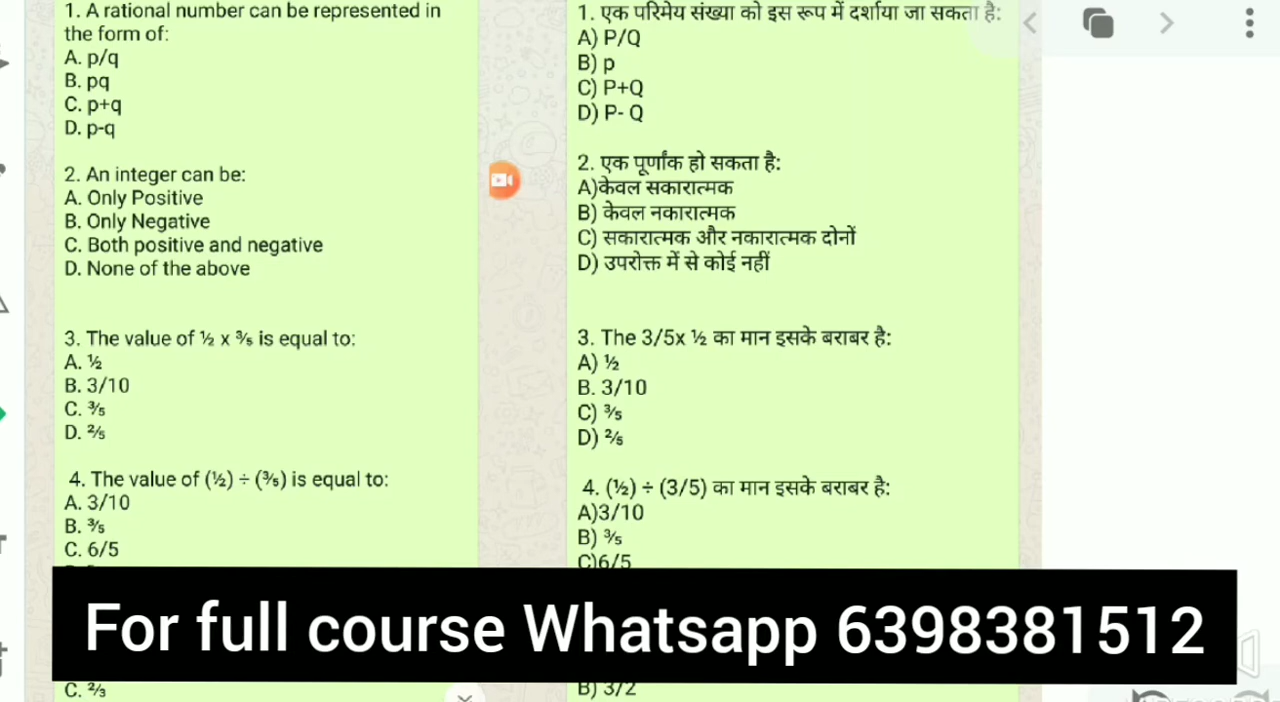 1. A rational number can be represented in
the form of:
A. p/q
B. pq
C. p+q
D. p-q
2. An integer can be:
A. Only Positive
B. Only Negative
C. Both positive and negative
D. None of the above
3. The value of ½ x ⅗ is equal to:
A. ½
B. 3/10
C. ⅗
D. ⅖
4. The value of (½) ÷ (⅗) is equal to:
A. 3/10
B. ⅗
C. 6/5
C. ⅔
1. एक परिमेय संख्या को इस रूप में दर्शाया जा सकता है:
A) P/Q
B) p
C) P+Q
D) P- Q
2. एक पूर्णांक हो सकता है:
A)केवल सकारात्मक
B) केवल नकारात्मक
C) सकारात्मक और नकारात्मक दोनों
D) उपरोक्त में से कोई नहीं
3. The 3/5x ½ का मान इसके बराबर है:
A) ½
B. 3/10
C) ⅗
D) ⅖
4. (½) ÷ (3/5) का मान इसके बराबर है:
A)3/10
B) ⅗
C)6/5
B) 3/2
For full course Whatsapp 6398381512